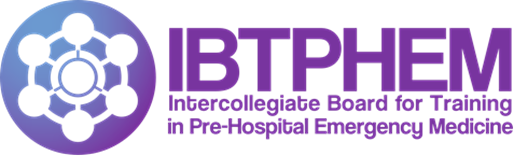 IBTPHEM
Intercollegiate Board for Training
in Pre-Hospital Emergency Medicine